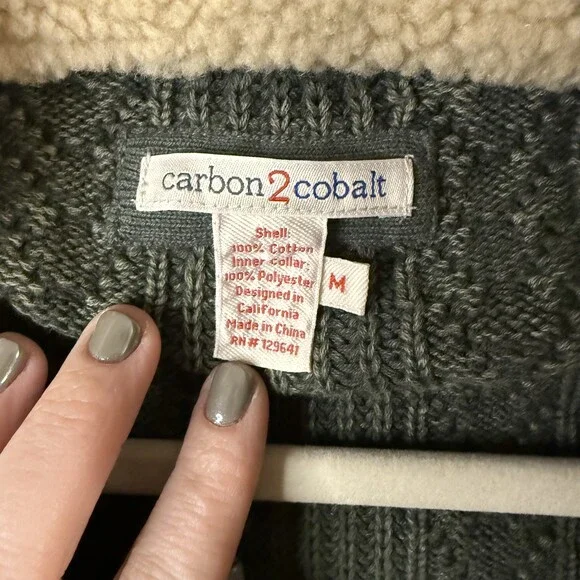 carbon2cobalt
Shell:
100% Cotton
Inner collar:
100% Polyester
Designed in
California
Made in China
RN# 129641
M